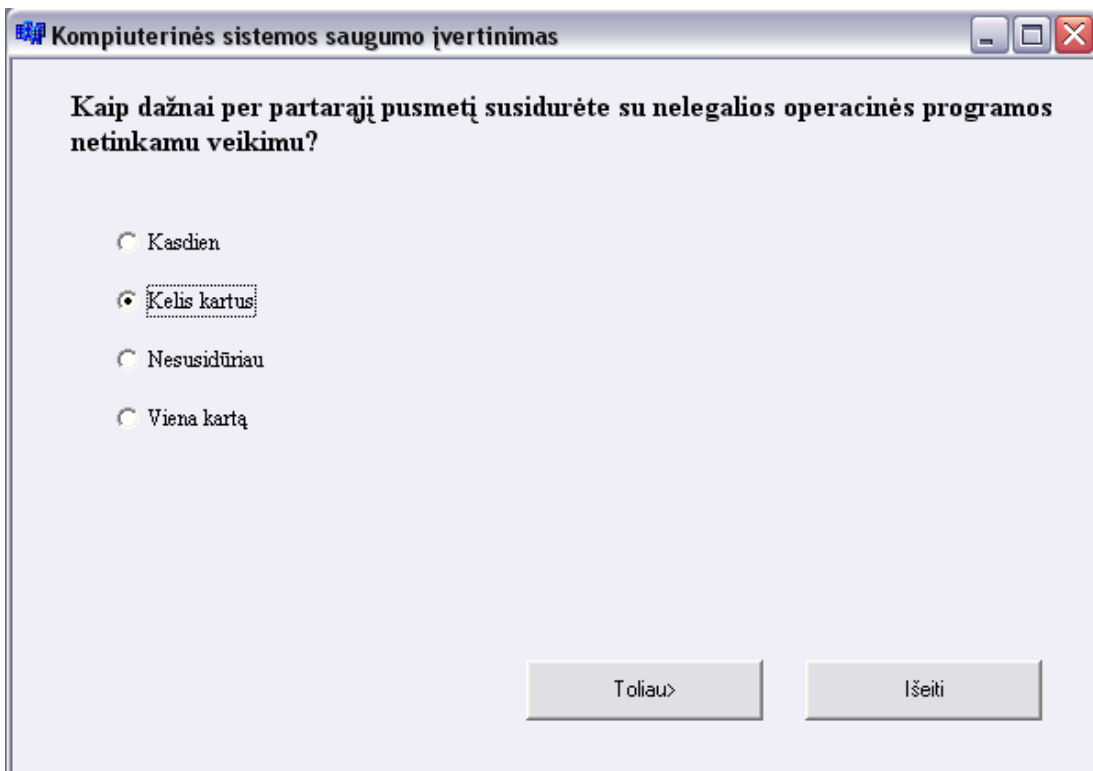 Kompiuterinės sistemos saugumo įvertinimas
Kaip dažnai per partarąjį pusmetį susidurėte su nelegalios operacinės programos
netinkamu veikimu?
Kasdien
Kelis kartus
Nesusidūriau
Viena kartą
Toliau>
Išeiti